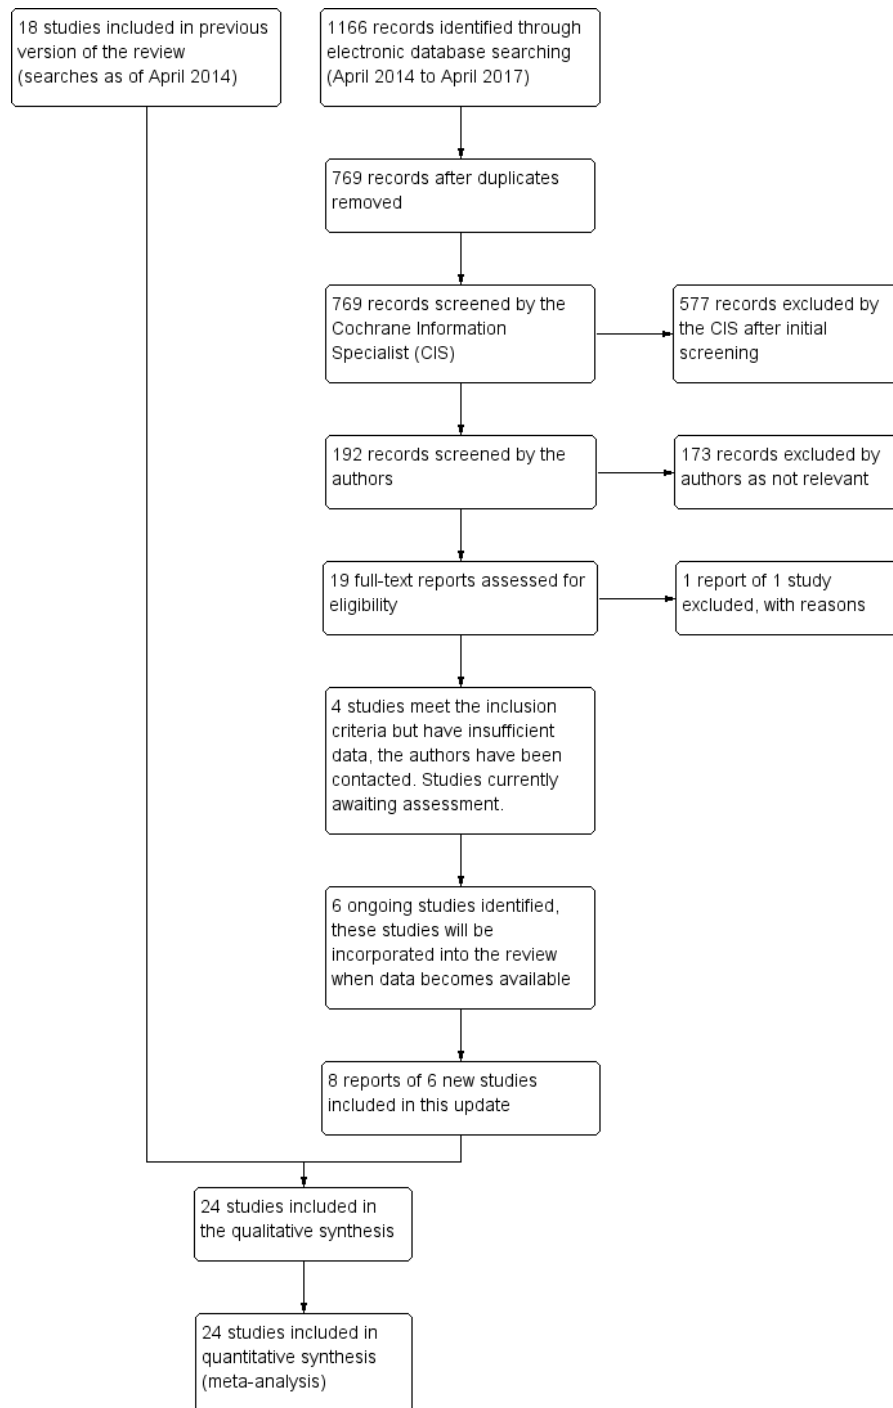 18 studies included in previous
version of the review
(searches as of April 2014)
1166 records identified through
electronic database searching
(April 2014 to April 2017)
769 records after duplicates
removed
769 records screened by the
Cochrane Information
Specialist (CIS)
577 records excluded by
the CIS after initial
screening
192 records screened by the
authors
173 records excluded by
authors as not relevant
19 full-text reports assessed for
eligibility
1 report of 1 study
excluded, with reasons
4 studies meet the inclusion
criteria but have insufficient
data, the authors have been
contacted. Studies currently
awaiting assessment.
6 ongoing studies identified,
these studies will be
incorporated into the review
when data becomes available
8 reports of 6 new studies
included in this update
24 studies included in
the qualitative synthesis
24 studies included in
quantitative synthesis
(meta-analysis)